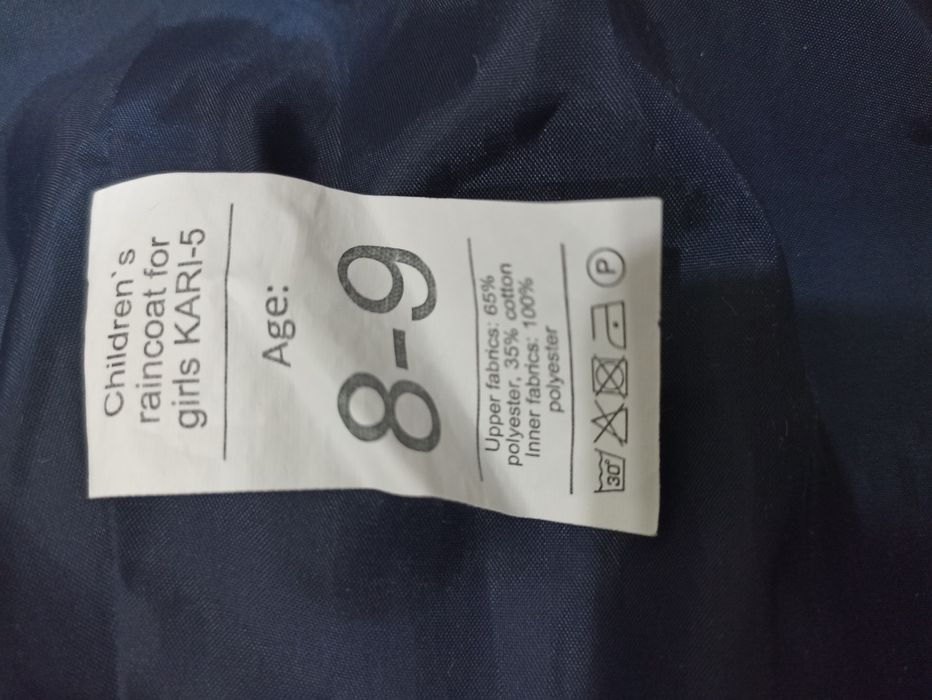 Children`s
raincoat for
girls KARI-5
Age:
8-9
Upper fabrics: 65%
polyester, 35% cotton
Inner fabrics: 100%
polyester
30° P